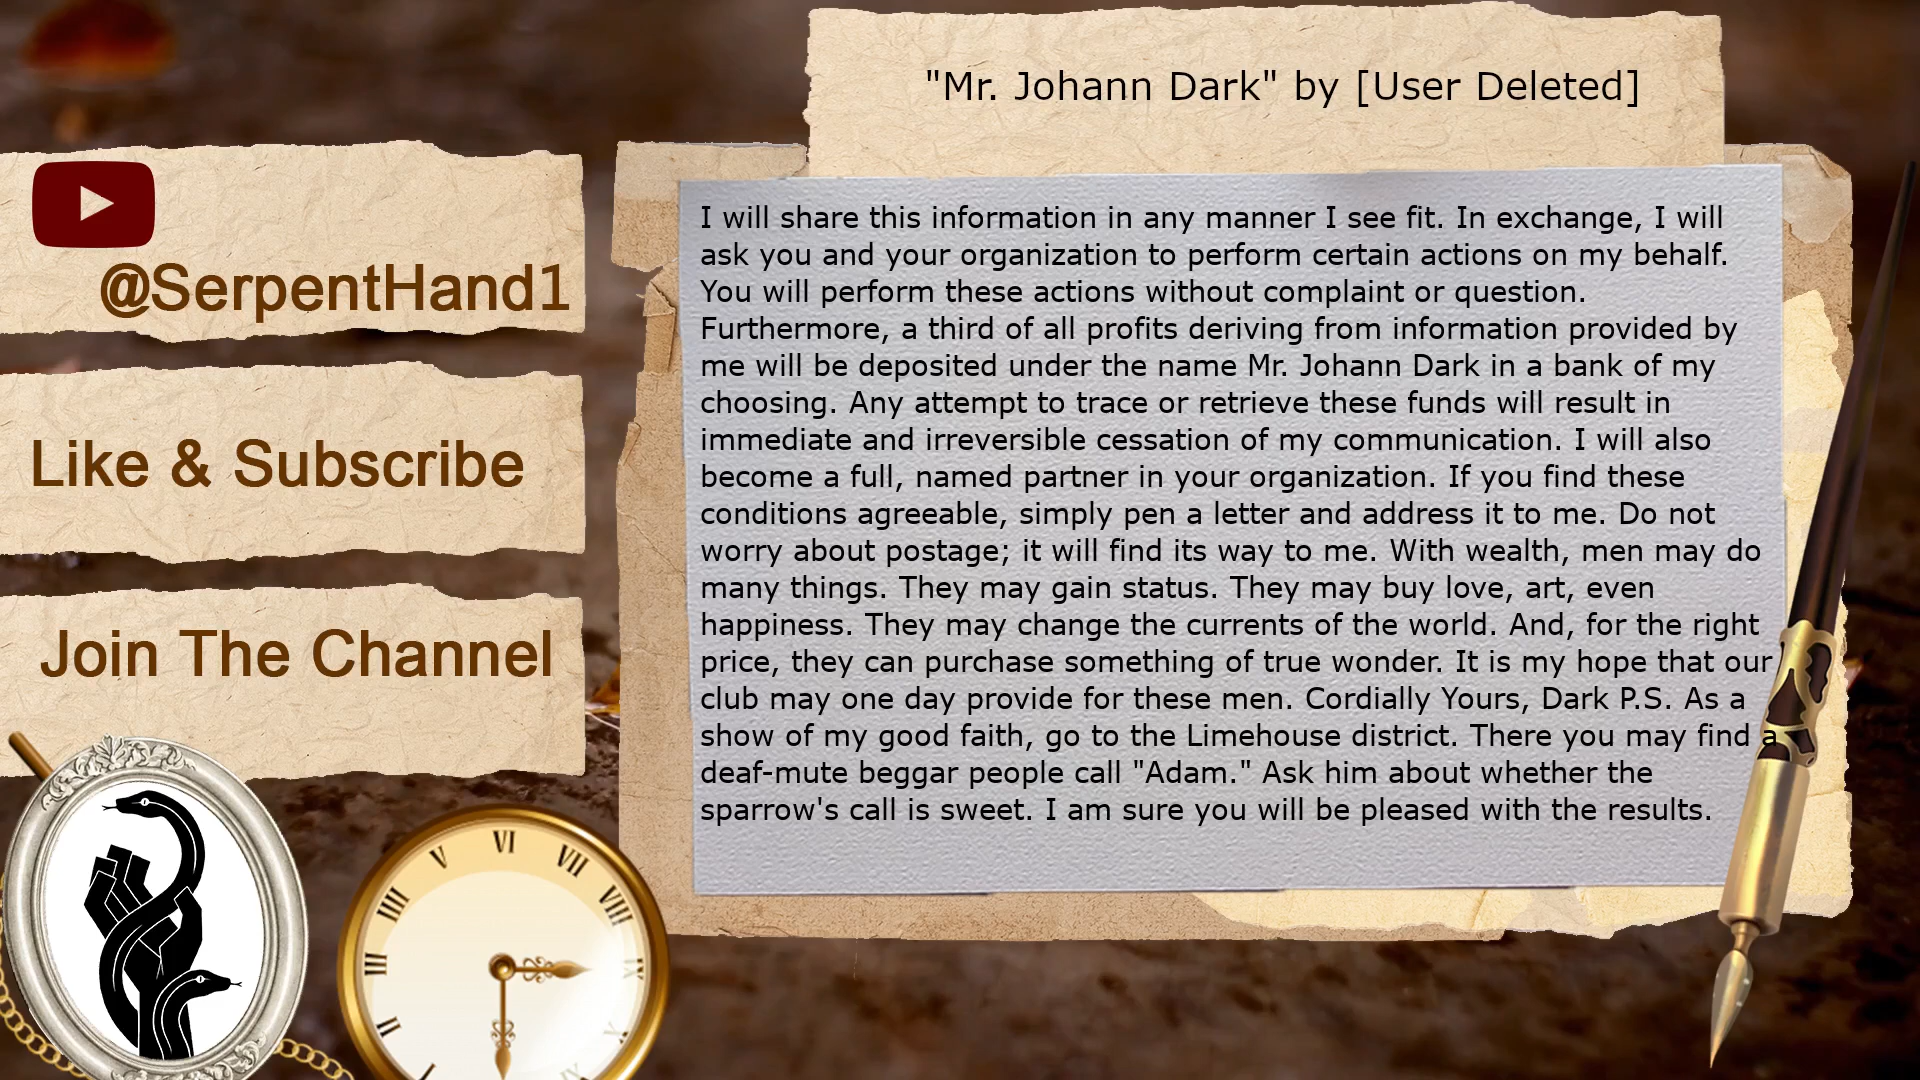 "Mr. Johann Dark" by [User Deleted]
@SerpentHand1
Like & Subscribe
Join The Channel
I will share this information in any manner I see fit. In exchange, I will
ask you and your organization to perform certain actions on my behalf.
You will perform these actions without complaint or question.
Furthermore, a third of all profits deriving from information provided by
me will be deposited under the name Mr. Johann Dark in a bank of my
choosing. Any attempt to trace or retrieve these funds will result in
immediate and irreversible cessation of my communication. I will also
become a full, named partner in your organization. If you find these
conditions agreeable, simply pen a letter and address it to me. Do not
worry about postage; it will find its way to me. With wealth, men may do
many things. They may gain status. They may buy love, art, even
happiness. They may change the currents of the world. And, for the right
price, they can purchase something of true wonder. It is my hope that our
club may one day provide for these men. Cordially Yours, Dark P.S. As a
show of my good faith, go to the Limehouse district. There you may find a
deaf-mute beggar people call "Adam." Ask him about whether the
sparrow's call is sweet. I am sure you will be pleased with the results.
V VI VII
IIII VIII
III IX
II X
IX